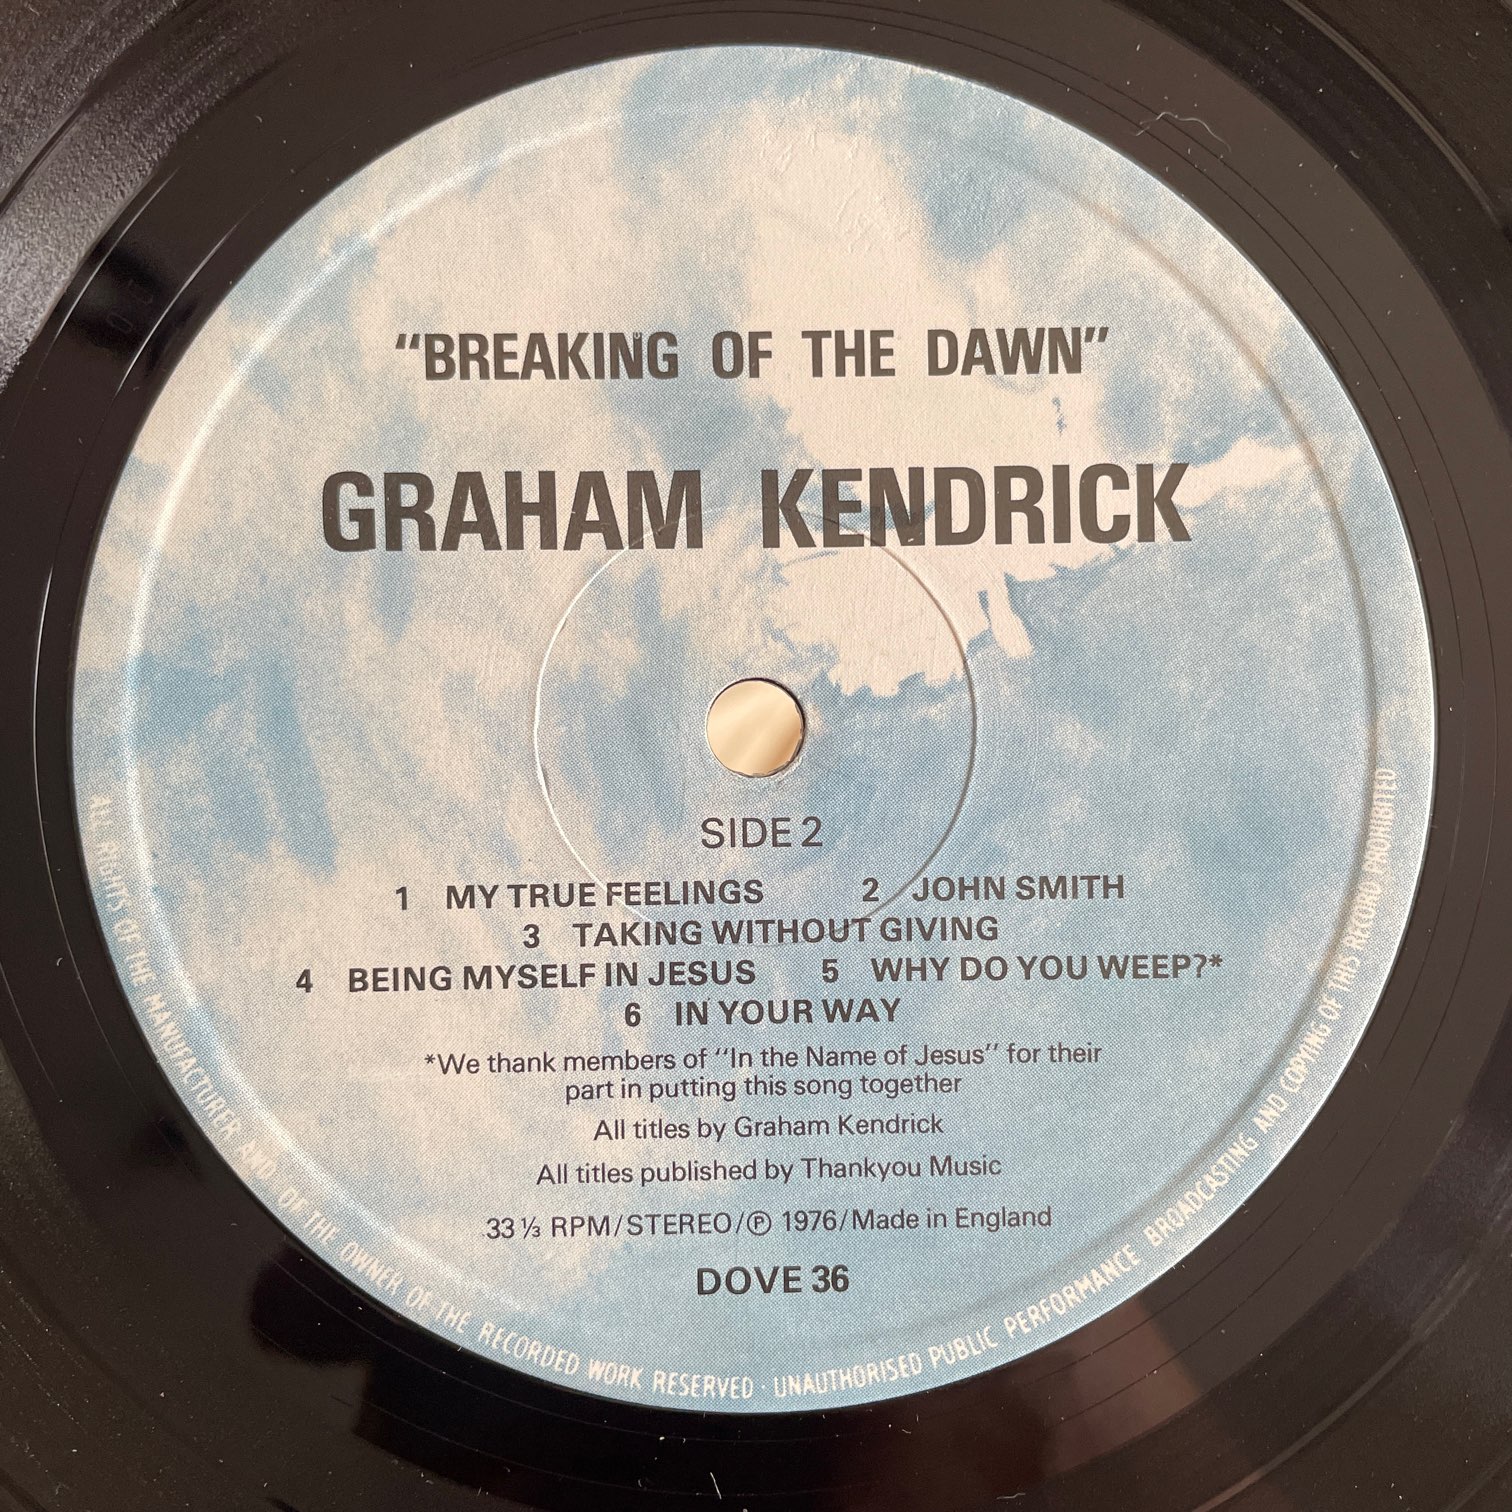 “BREAKING OF THE DAWN”
GRAHAM KENDRICK
SIDE 2
1 MY TRUE FEELINGS 2 JOHN SMITH
3 TAKING WITHOUT GIVING
4 BEING MYSELF IN JESUS 5 WHY DO YOU WEEP?*
6 IN YOUR WAY
*We thank members of “In the Name of Jesus” for their
part in putting this song together
All titles by Graham Kendrick
All titles published by Thankyou Music
33⅓ RPM/STEREO/℗ 1976/Made in England
DOVE 36
ALL RIGHTS OF THE MANUFACTURER AND OF THE OWNER OF THE RECORDED WORK RESERVED · UNAUTHORISED PUBLIC PERFORMANCE BROADCASTING AND COPYING OF THIS RECORD PROHIBITED